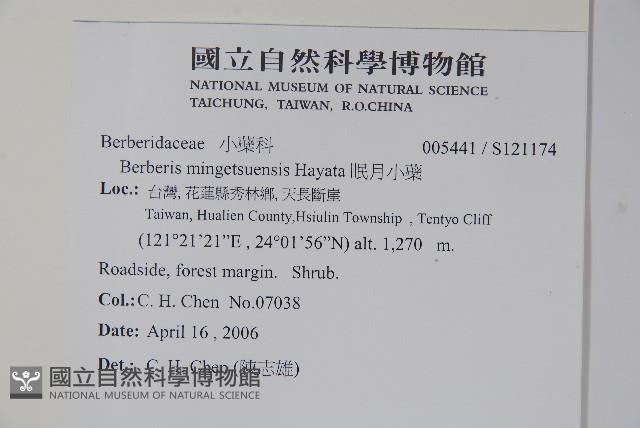 國立自然科學博物館
NATIONAL MUSEUM OF NATURAL SCIENCE
TAICHUNG, TAIWAN, R.O.CHINA
Berberidaceae 小蘗科 005441 / S121174
Berberis mingetsuensis Hayata 眠月小蘗
Loc.: 台灣, 花蓮縣秀林鄉, 天長斷崖
Taiwan, Hualien County,Hsiulin Township , Tentyo Cliff
(121°21’21”E , 24°01’56”N) alt. 1,270 m.
Roadside, forest margin. Shrub.
Col.: C. H. Chen No.07038
Date: April 16 , 2006
Det.: C. H. Chen (陳志雄)
國立自然科學博物館
NATIONAL MUSEUM OF NATURAL SCIENCE